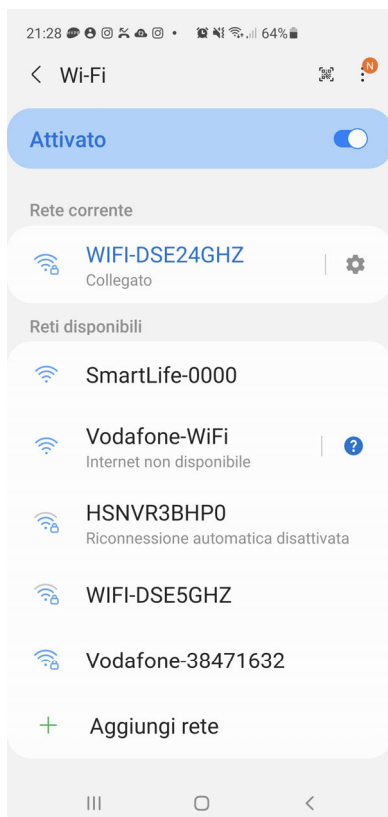 21:28 64%
Wi-Fi
N
Attivato
Rete corrente
WIFI-DSE24GHZ
Collegato
Reti disponibili
SmartLife-0000
Vodafone-WiFi
Internet non disponibile
?
HSNVR3BHP0
Riconnessione automatica disattivata
WIFI-DSE5GHZ
Vodafone-38471632
+ Aggiungi rete